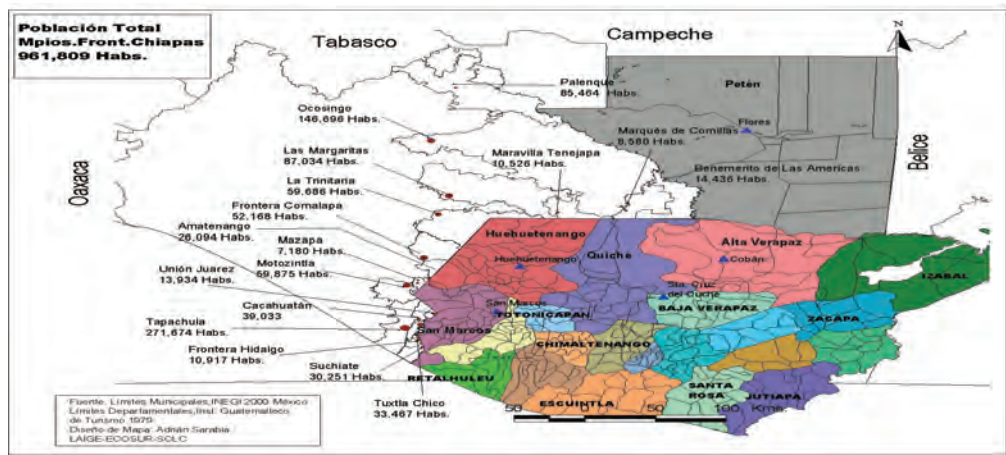 Población Total
Mpios.Front.Chiapas
961,809 Habs.
Tabasco
Campeche
N
Oaxaca
Belice
Palenque
85,464 Habs.
Petén
Flores
Ocosingo
146,696 Habs.
Marqués de Comillas
8,580 Habs.
Las Margaritas
87,034 Habs.
Maravilla Tenejapa
10,526 Habs.
Benemerito de Las Americas
14,436 Habs.
La Trinitaria
59,686 Habs.
Frontera Comalapa
52,168 Habs.
Amatenango
26,094 Habs.
Mazapa
7,180 Habs.
Motozintla
59,875 Habs.
Unión Juarez
13,934 Habs.
Cacahuatán
39,033
Tapachula
271,674 Habs.
Frontera Hidalgo
10,917 Habs.
Suchiate
30,251 Habs.
Tuxtla Chico
33,467 Habs.
Huehuetenango
Huehuetenango
Quiche
Alta Verapaz
Cobán
IZABAL
Sta. Cruz
del Quche
San Marcos
San Marcos
TOTONICAPAN
BAJA VERAPAZ
ZACAPA
CHIMALTENANGO
RETALHULEU
ESCUINTLA
SANTA
ROSA
JUTIAPA
50 0 50 100 Kms.
Fuente. Límites Municipales,INEGI 2000 México
Límites Departamentales,Inst. Guatemalteco
de Turismo 1979
Diseño de Mapa: Adrián Sarabia
LAIGE-ECOSUR-SCLC